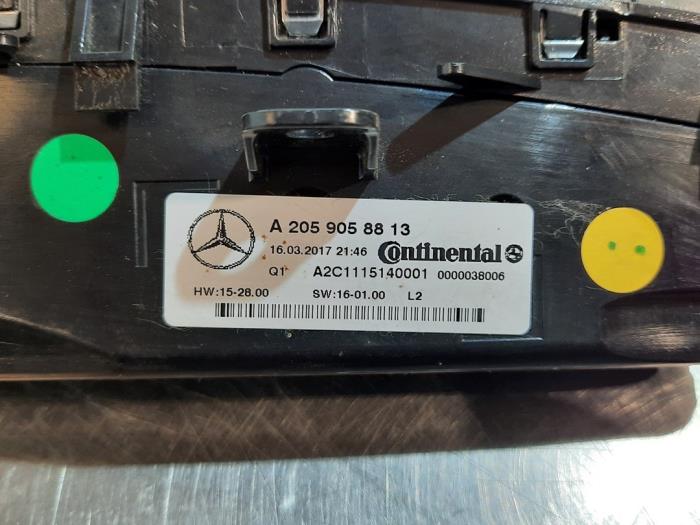 A 205 905 88 13
16.03.2017 21:46 Continental
Q1 A2C1115140001 0000038006
HW:15-28.00 SW:16-01.00 L2